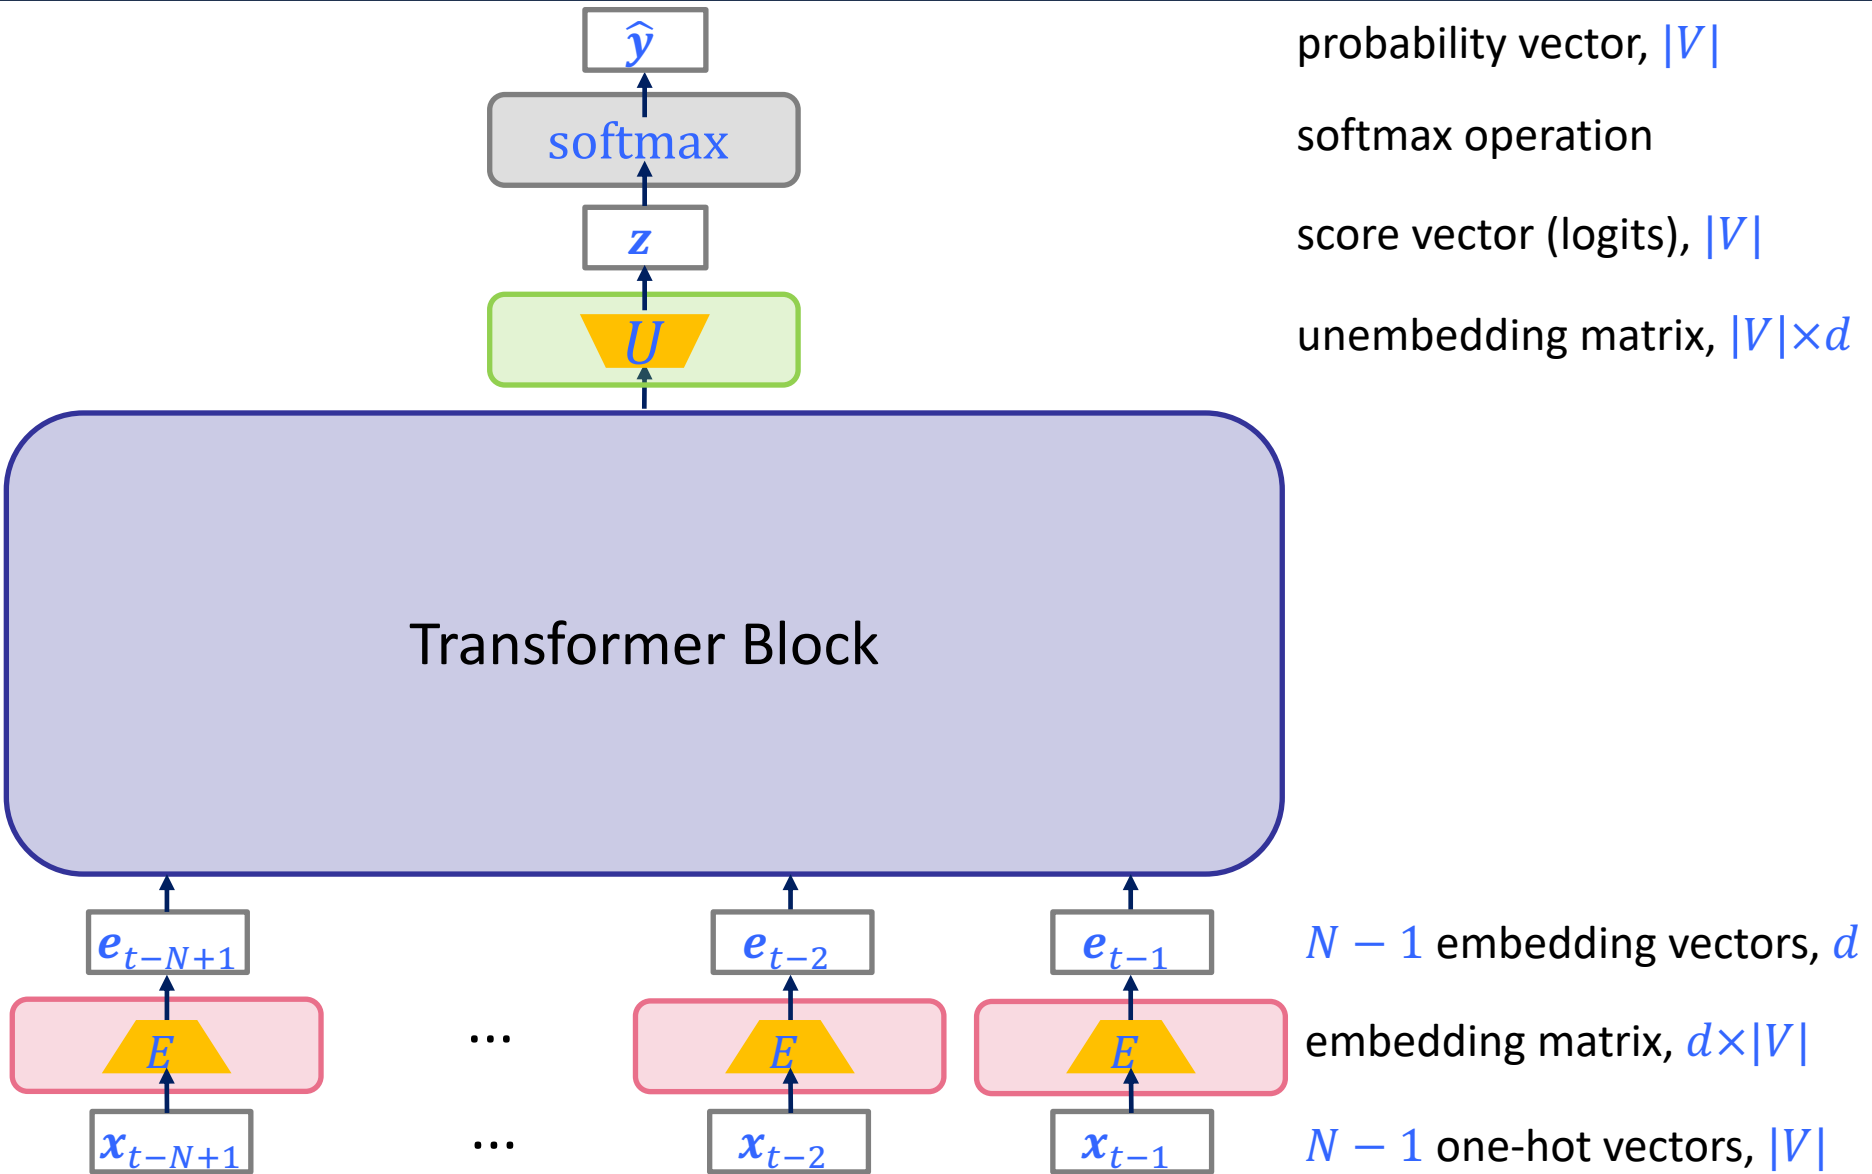 ŷ probability vector, |V|
softmax softmax operation
z score vector (logits), |V|
U unembedding matrix, |V|×d
Transformer Block
e_{t−N+1} e_{t−2} e_{t−1} N − 1 embedding vectors, d
E … E E embedding matrix, d×|V|
x_{t−N+1} … x_{t−2} x_{t−1} N − 1 one-hot vectors, |V|